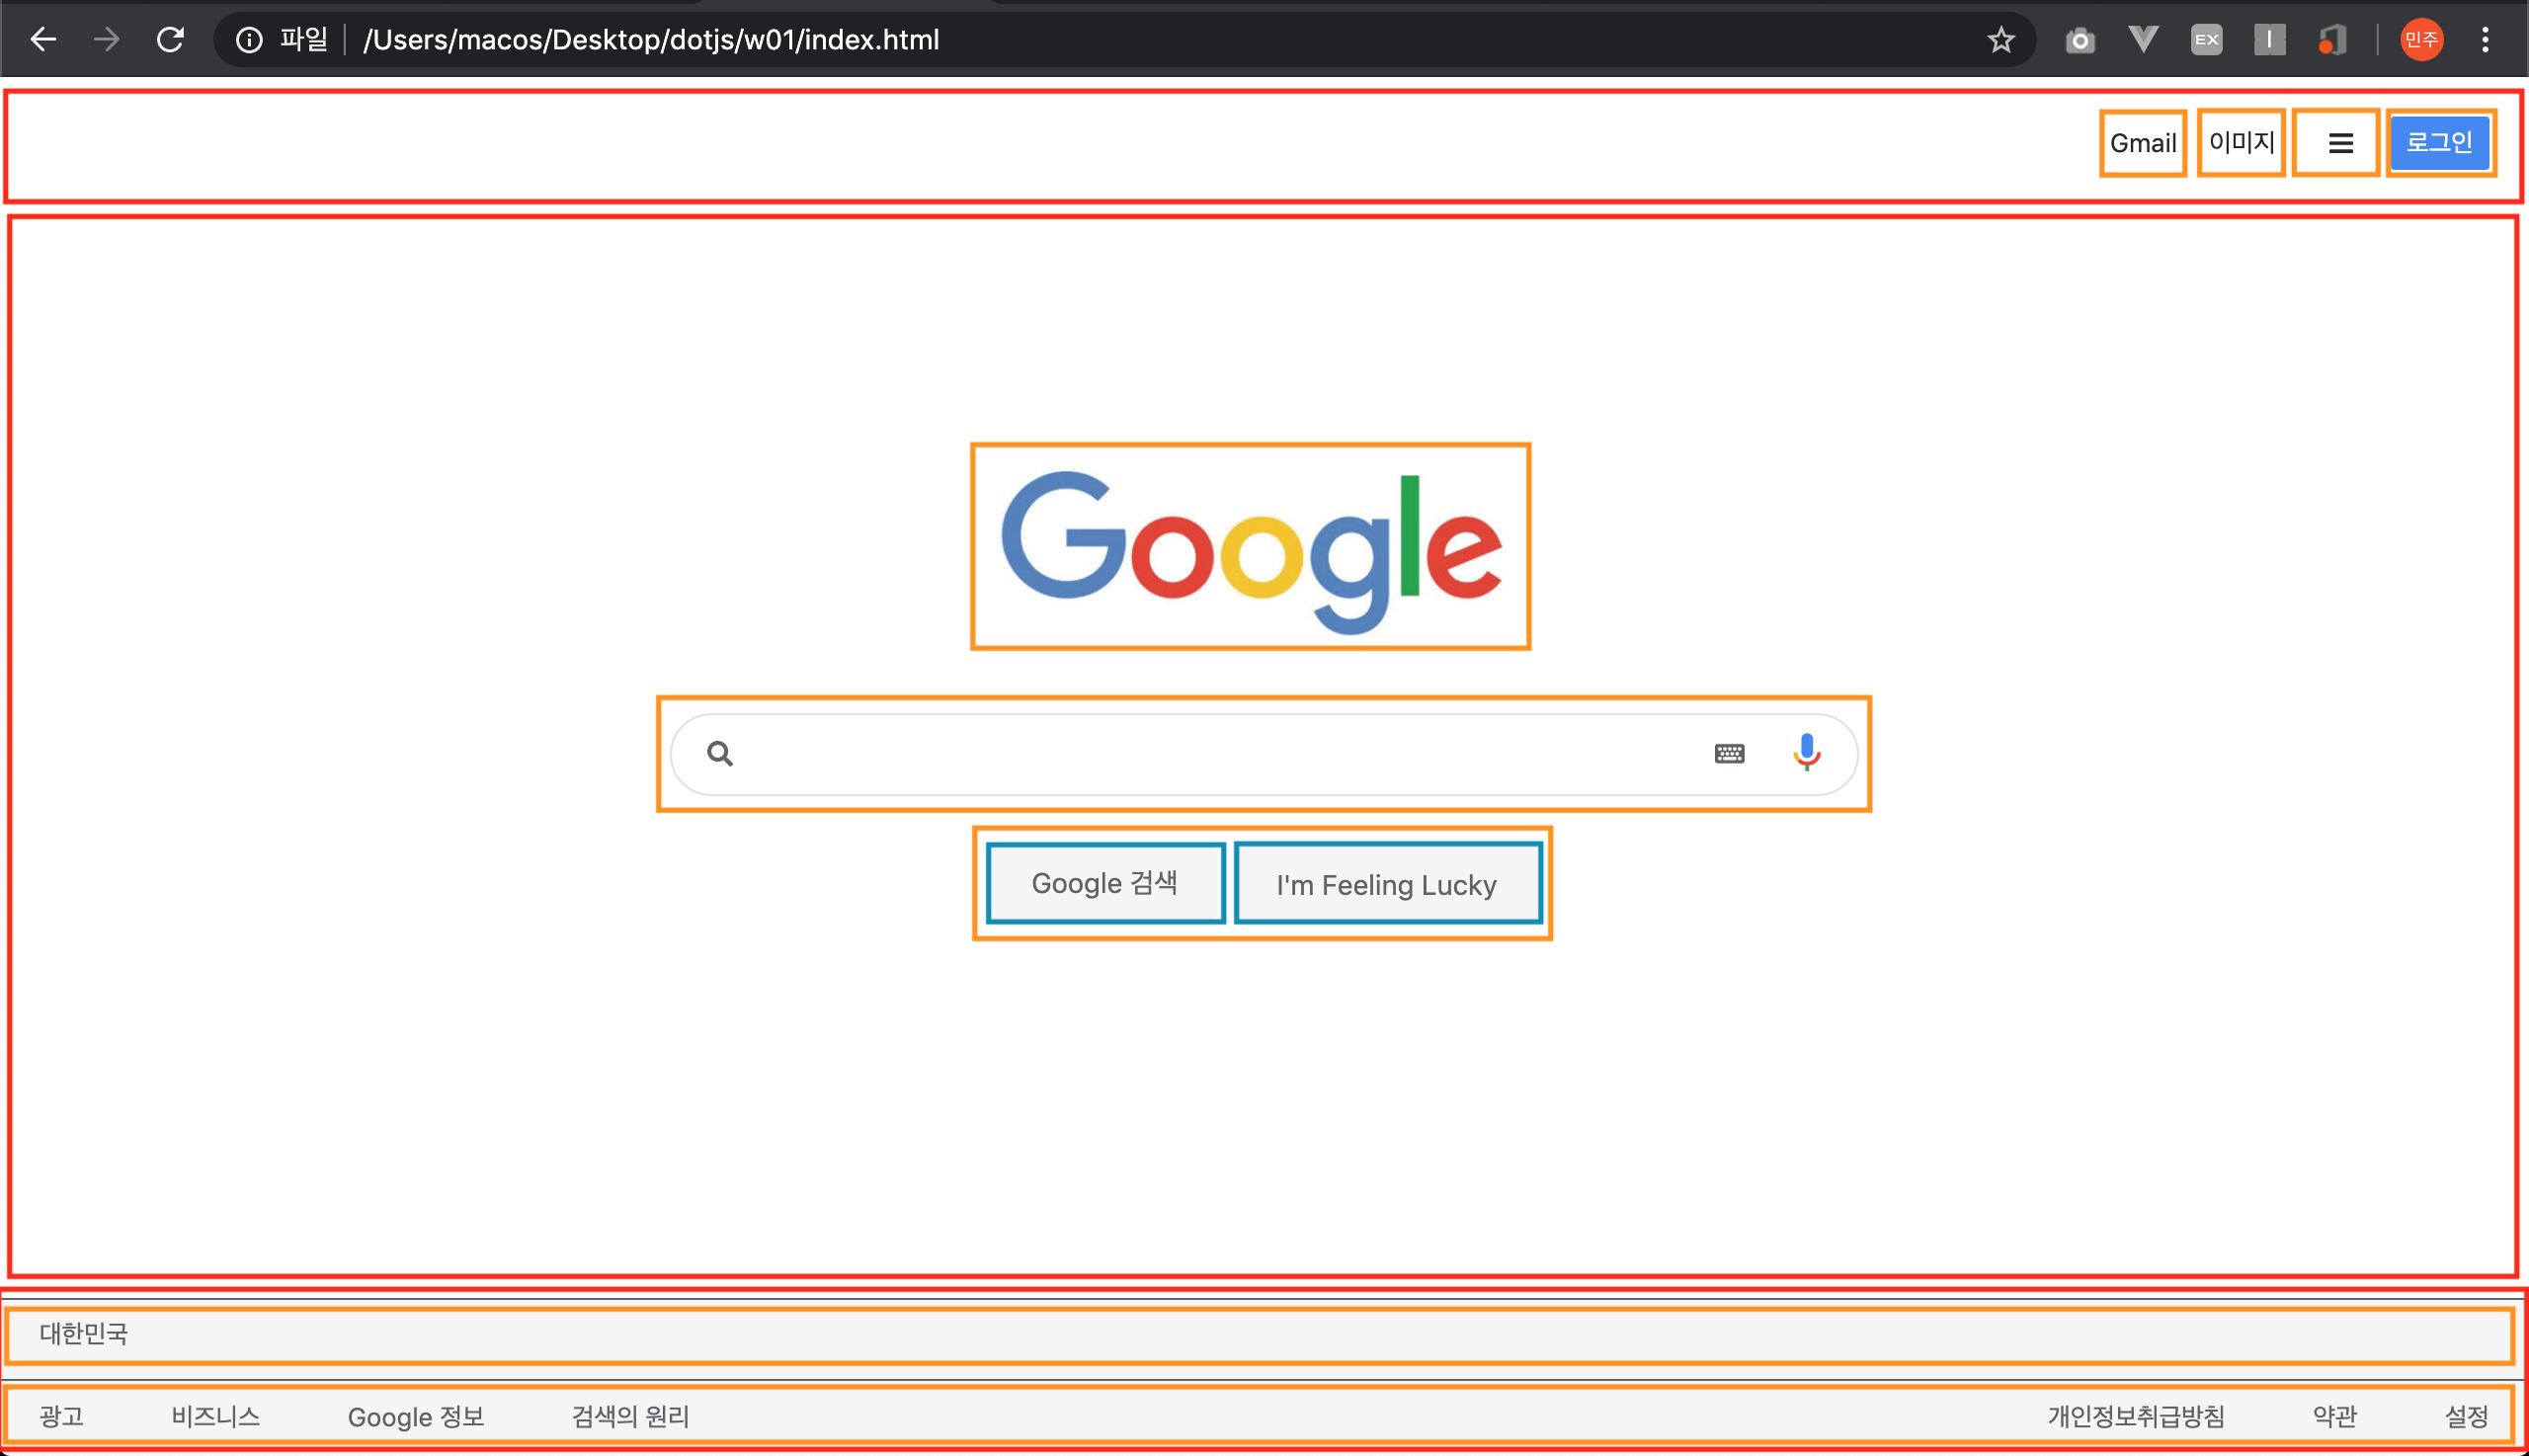 파일 /Users/macos/Desktop/dotjs/w01/index.html EX 민주
Gmail 이미지 로그인
Google
Google 검색 I'm Feeling Lucky
대한민국
광고 비즈니스 Google 정보 검색의 원리 개인정보취급방침 약관 설정